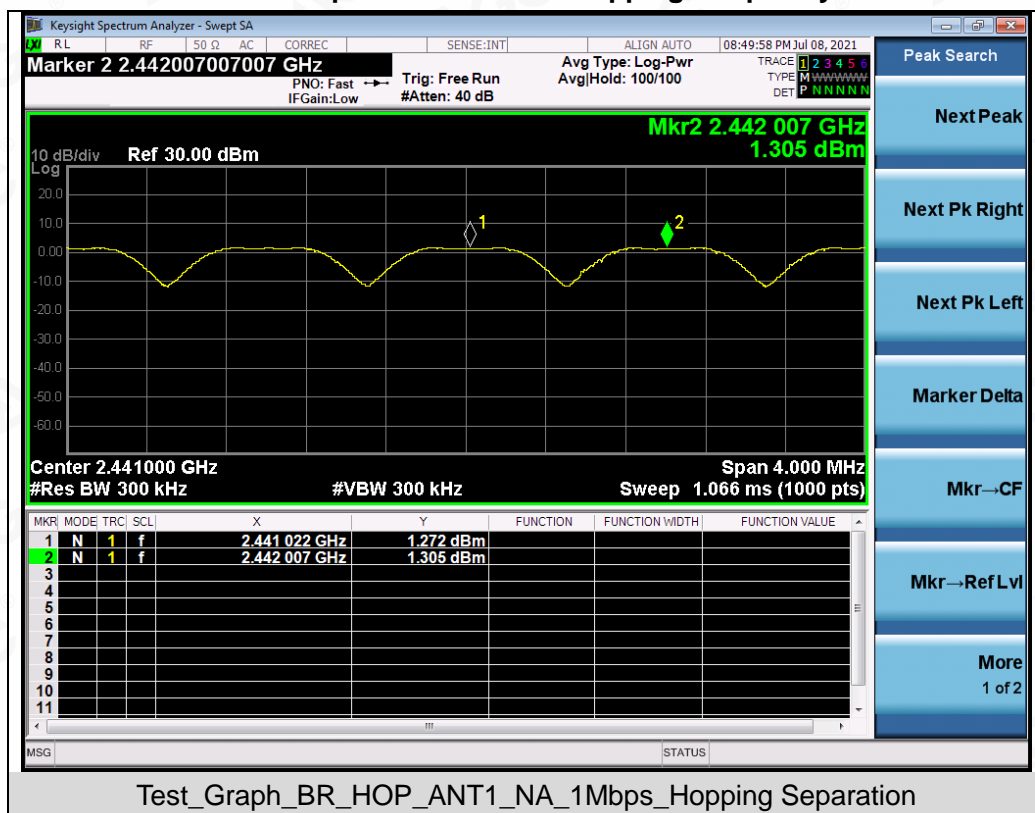 Keysight Spectrum Analyzer - Swept SA
LXI RL RF 50 Ω AC CORREC SENSE:INT ALIGN AUTO 08:49:58 PM Jul 08, 2021
Marker 2 2.442007007007 GHz
PNO: Fast
IFGain:Low
Trig: Free Run
#Atten: 40 dB
Avg Type: Log-Pwr
Avg|Hold: 100/100
TRACE 1 2 3 4 5 6
TYPE M WWWWW
DET P NNNNN
Mkr2 2.442 007 GHz
1.305 dBm
10 dB/div Ref 30.00 dBm
Log
20.0
10.0
0.00
-10.0
-20.0
-30.0
-40.0
-50.0
-60.0
1
2
Center 2.441000 GHz Span 4.000 MHz
#Res BW 300 kHz #VBW 300 kHz Sweep 1.066 ms (1000 pts)
MKR MODE TRC SCL X Y FUNCTION FUNCTION WIDTH FUNCTION VALUE
1 N 1 f 2.441 022 GHz 1.272 dBm
2 N 1 f 2.442 007 GHz 1.305 dBm
3
4
5
6
7
8
9
10
11
MSG STATUS
Peak Search
Next Peak
Next Pk Right
Next Pk Left
Marker Delta
Mkr→CF
Mkr→Ref Lvl
More
1 of 2
Test_Graph_BR_HOP_ANT1_NA_1Mbps_Hopping Separation